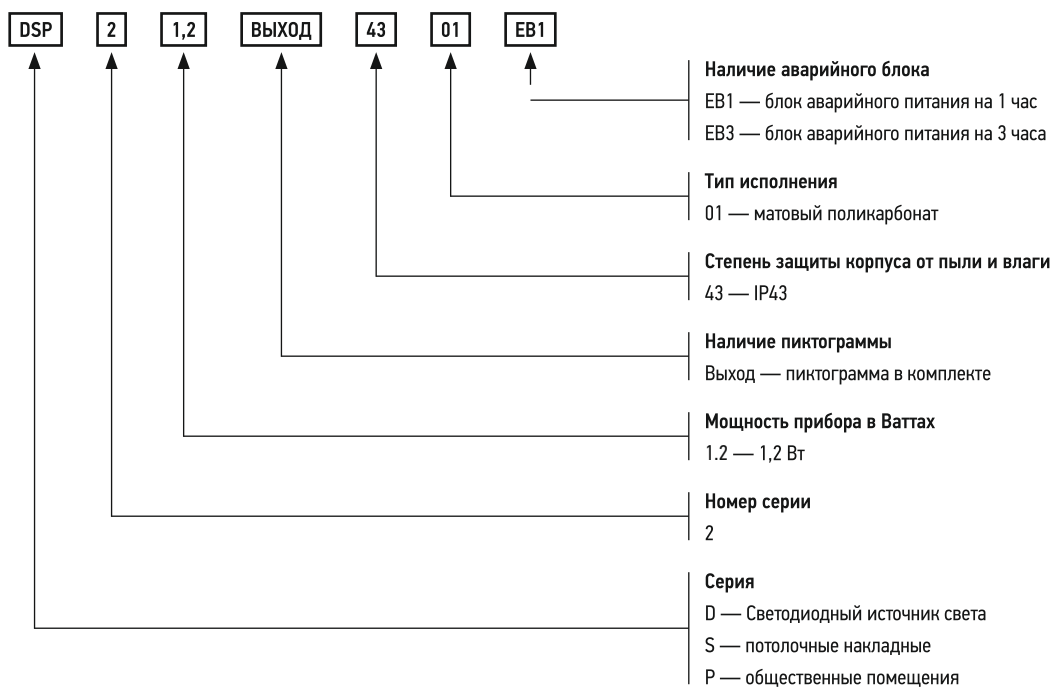 DSP 2 1,2 ВЫХОД 43 01 EB1
Наличие аварийного блока
EB1 — блок аварийного питания на 1 час
EB3 — блок аварийного питания на 3 часа
Тип исполнения
01 — матовый поликарбонат
Степень защиты корпуса от пыли и влаги
43 — IP43
Наличие пиктограммы
Выход — пиктограмма в комплекте
Мощность прибора в Ваттах
1.2 — 1,2 Вт
Номер серии
2
Серия
D — Светодиодный источник света
S — потолочные накладные
P — общественные помещения